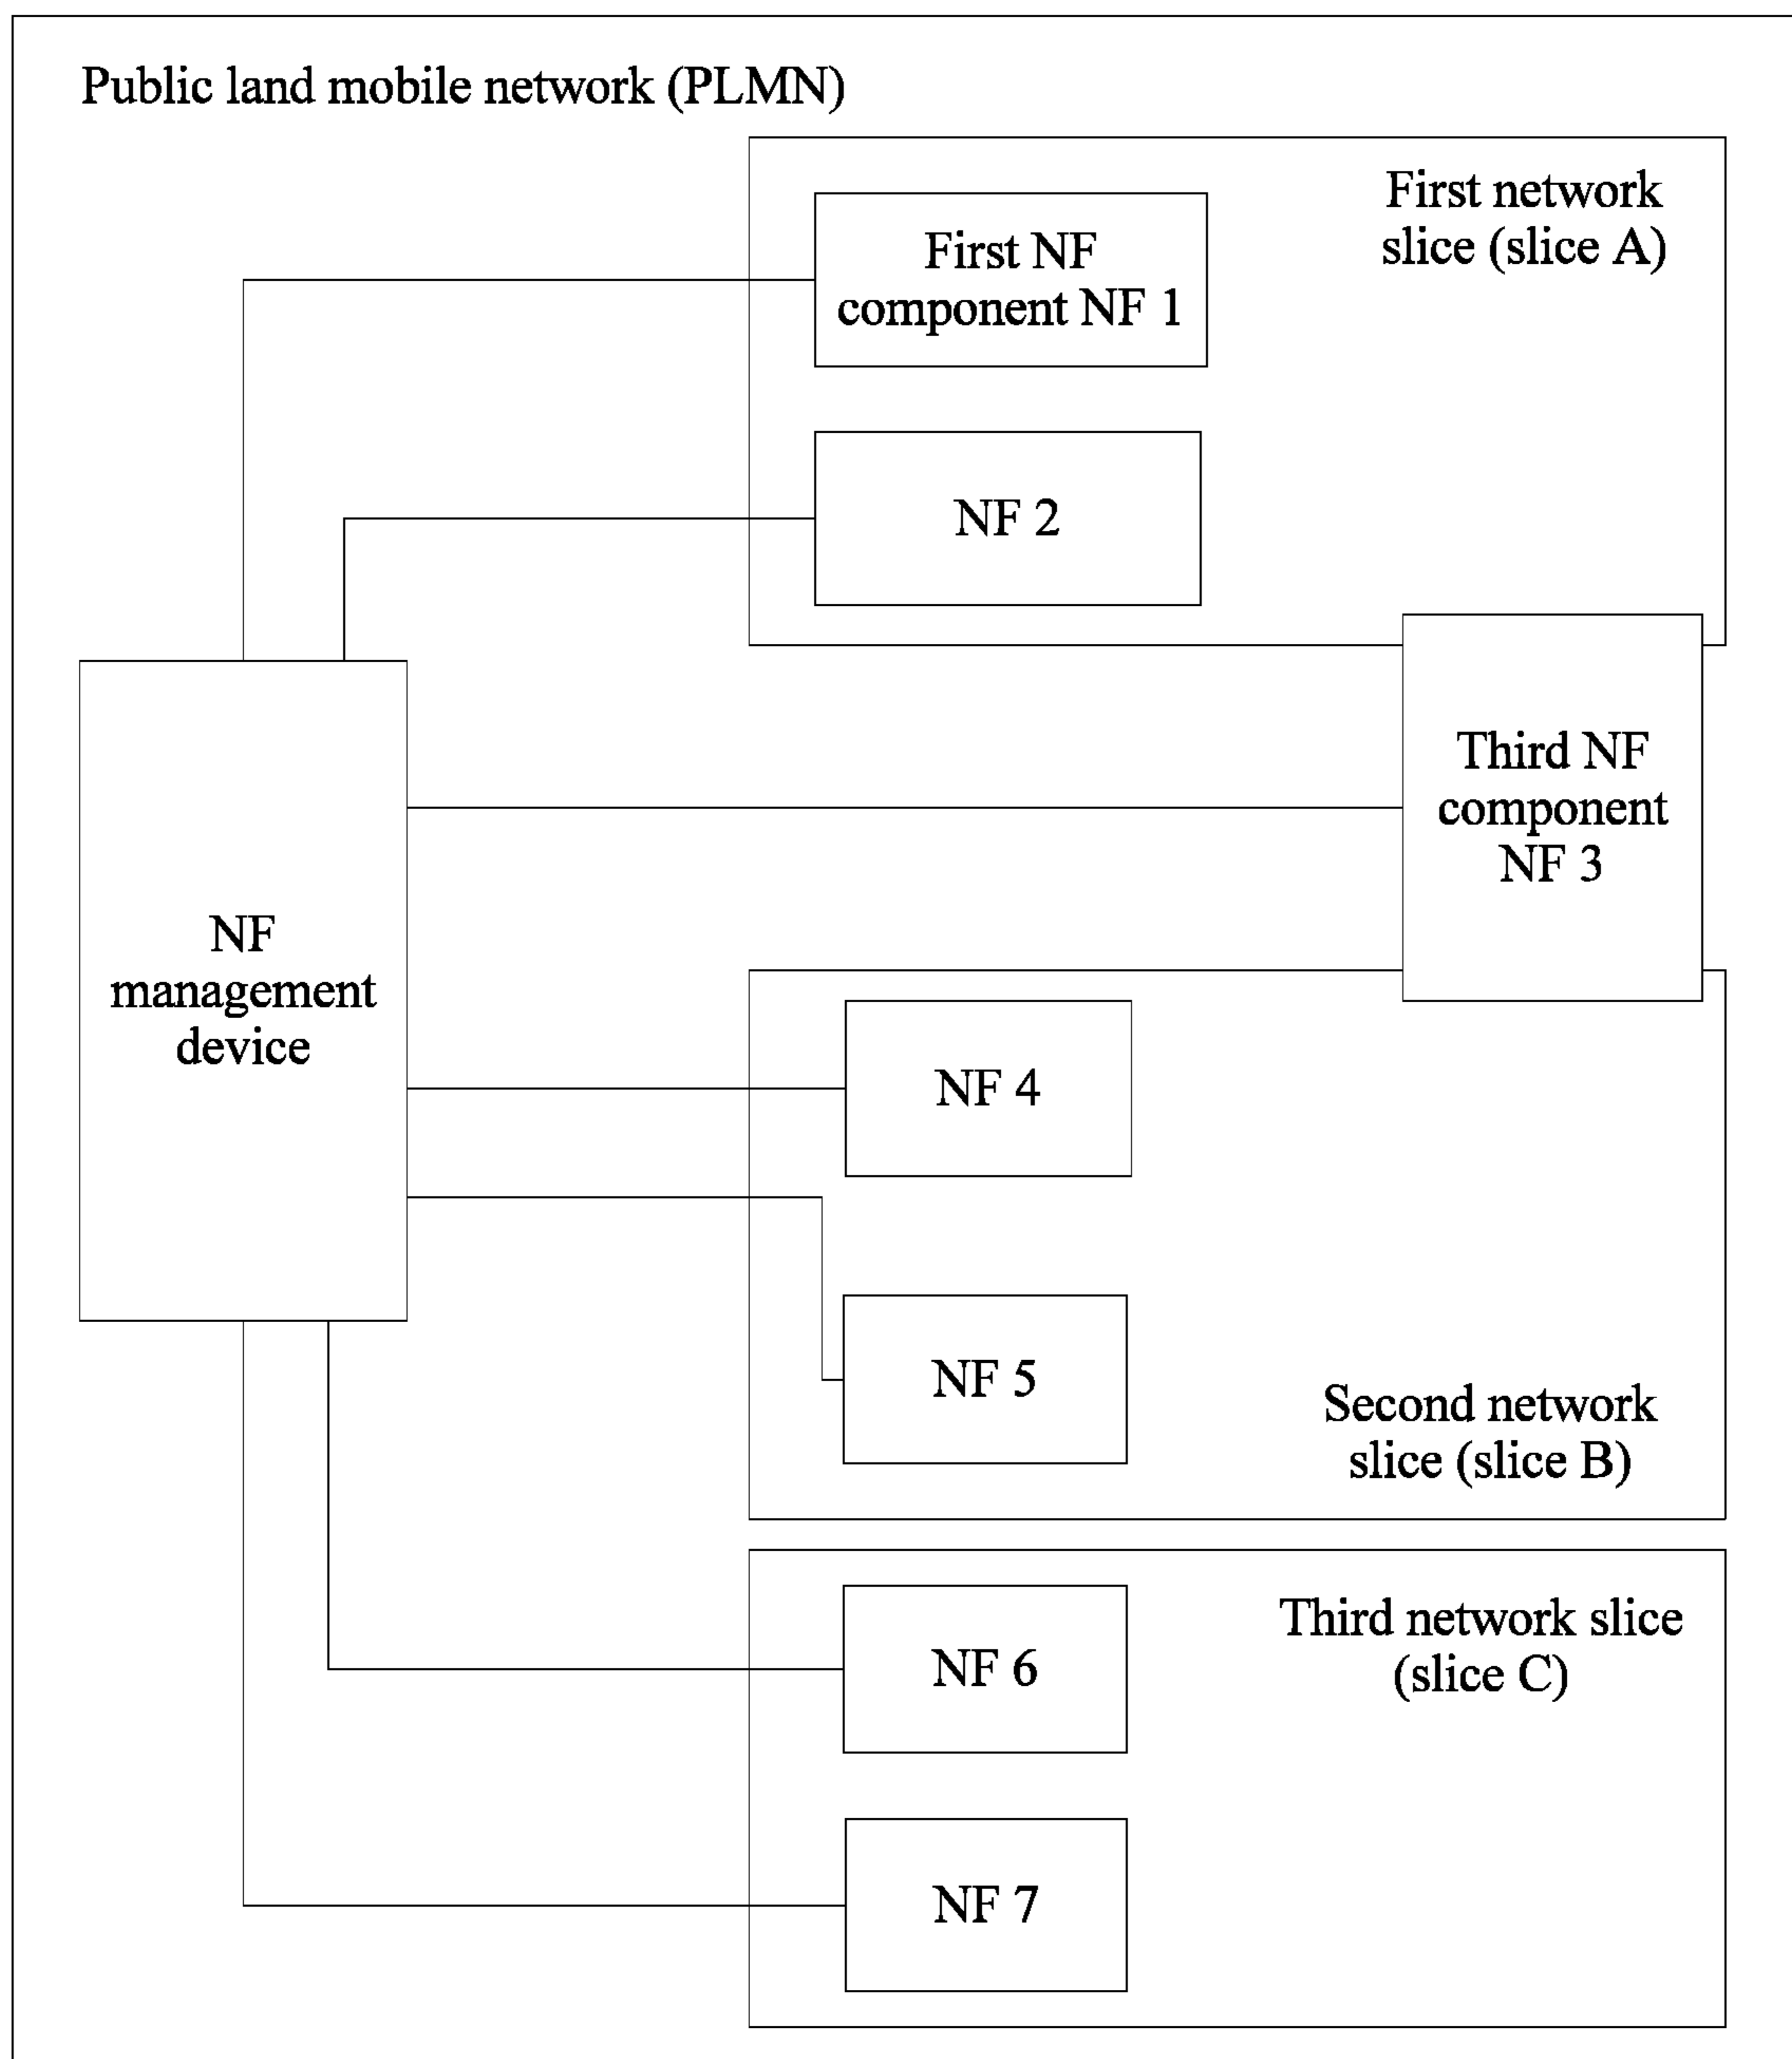 Public land mobile network (PLMN)
First network
slice (slice A)
First NF
component NF 1
NF 2
Third NF
component
NF 3
NF
management
device
NF 4
NF 5
Second network
slice (slice B)
Third network slice
(slice C)
NF 6
NF 7